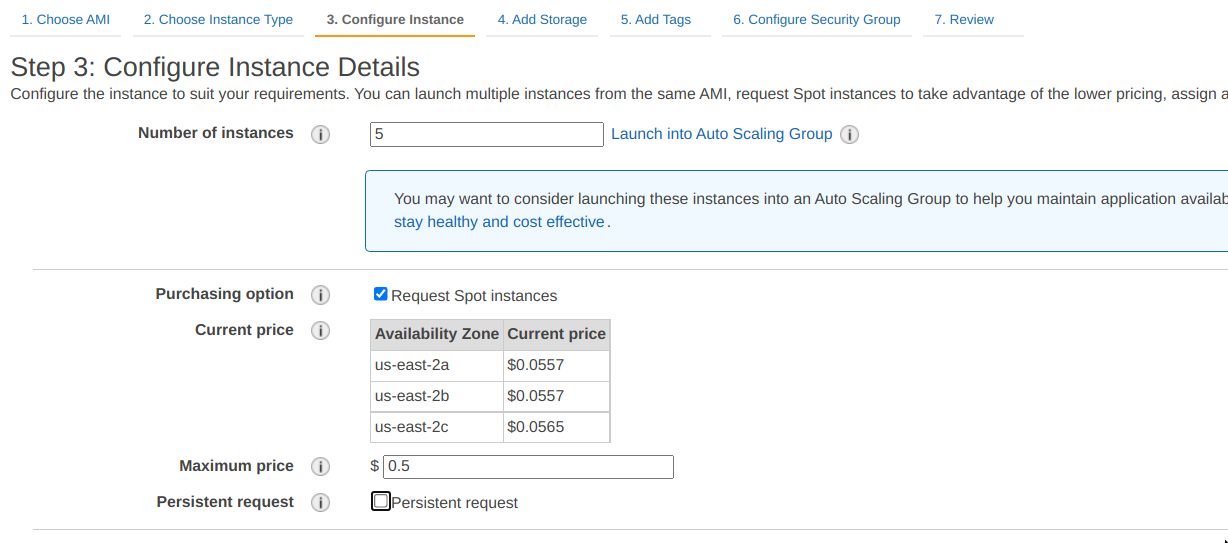 1. Choose AMI 2. Choose Instance Type 3. Configure Instance 4. Add Storage 5. Add Tags 6. Configure Security Group 7. Review
Step 3: Configure Instance Details
Configure the instance to suit your requirements. You can launch multiple instances from the same AMI, request Spot instances to take advantage of the lower pricing, assign a
Number of instances i 5 Launch into Auto Scaling Group i
You may want to consider launching these instances into an Auto Scaling Group to help you maintain application availab
stay healthy and cost effective .
Purchasing option i Request Spot instances
Current price i Availability Zone Current price
us-east-2a $0.0557
us-east-2b $0.0557
us-east-2c $0.0565
Maximum price i $ 0.5
Persistent request i Persistent request